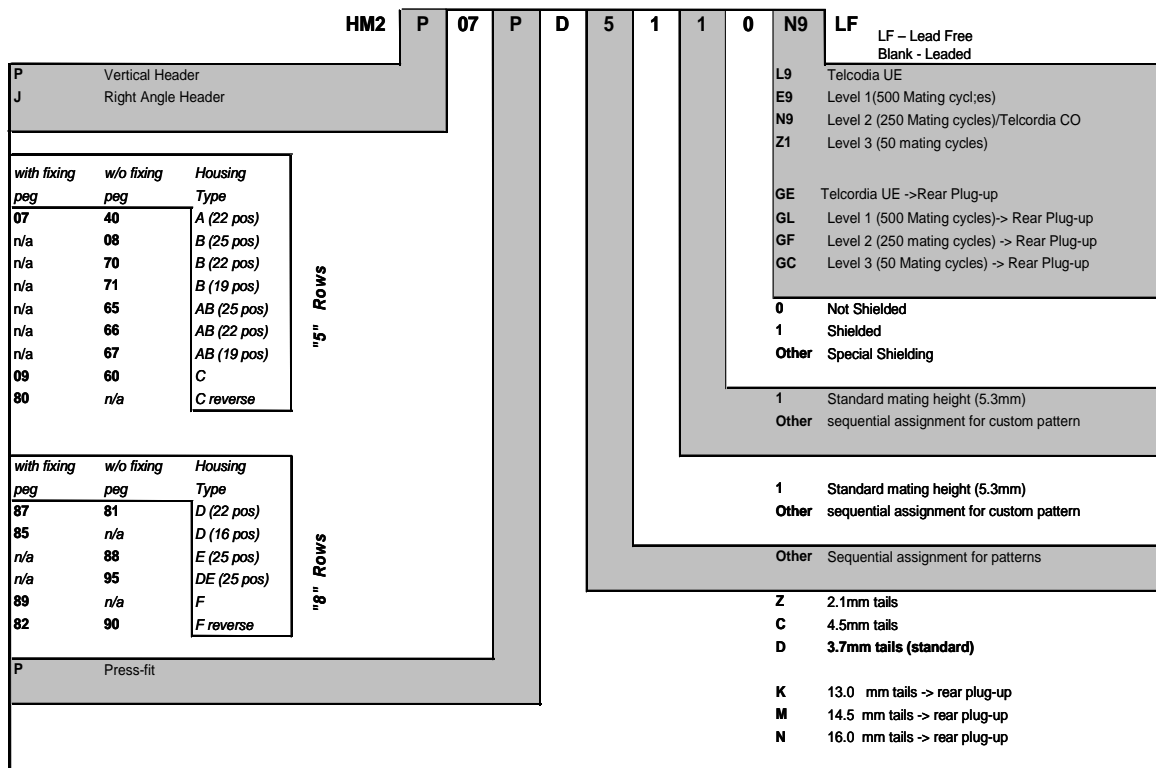 HM2 P 07 P D 5 1 1 0 N9 LF
LF – Lead Free
Blank - Leaded
P Vertical Header
J Right Angle Header
L9 Telcodia UE
E9 Level 1(500 Mating cycl;es)
N9 Level 2 (250 Mating cycles)/Telcordia CO
Z1 Level 3 (50 mating cycles)
GE Telcordia UE ->Rear Plug-up
GL Level 1 (500 Mating cycles)-> Rear Plug-up
GF Level 2 (250 mating cycles) -> Rear Plug-up
GC Level 3 (50 Mating cycles) -> Rear Plug-up
with fixing w/o fixing Housing
peg peg Type
07 40 A (22 pos)
n/a 08 B (25 pos)
n/a 70 B (22 pos)
n/a 71 B (19 pos)
n/a 65 AB (25 pos)
n/a 66 AB (22 pos)
n/a 67 AB (19 pos)
09 60 C
80 n/a C reverse
"5" Rows
0 Not Shielded
1 Shielded
Other Special Shielding
1 Standard mating height (5.3mm)
Other sequential assignment for custom pattern
with fixing w/o fixing Housing
peg peg Type
87 81 D (22 pos)
85 n/a D (16 pos)
n/a 88 E (25 pos)
n/a 95 DE (25 pos)
89 n/a F
82 90 F reverse
"8" Rows
1 Standard mating height (5.3mm)
Other sequential assignment for custom pattern
Other Sequential assignment for patterns
Z 2.1mm tails
C 4.5mm tails
D 3.7mm tails (standard)
P Press-fit
K 13.0 mm tails -> rear plug-up
M 14.5 mm tails -> rear plug-up
N 16.0 mm tails -> rear plug-up